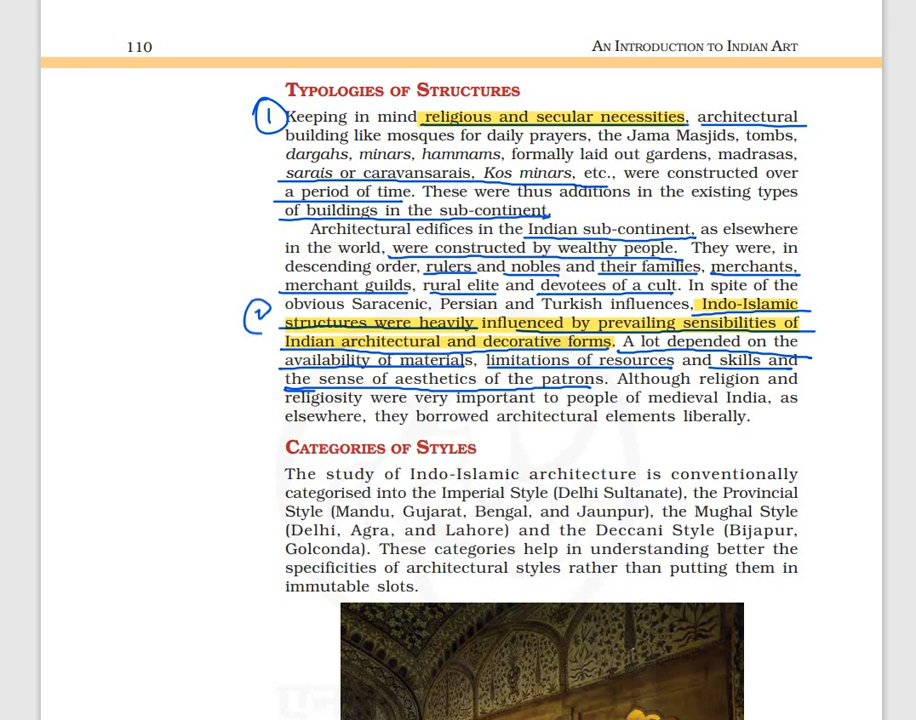 110
AN INTRODUCTION TO INDIAN ART
TYPOLOGIES OF STRUCTURES
1
Keeping in mind religious and secular necessities, architectural
building like mosques for daily prayers, the Jama Masjids, tombs,
dargahs, minars, hammams, formally laid out gardens, madrasas,
sarais or caravansarais, Kos minars, etc., were constructed over
a period of time. These were thus additions in the existing types
of buildings in the sub-continent.
Architectural edifices in the Indian sub-continent, as elsewhere
in the world, were constructed by wealthy people. They were, in
descending order, rulers and nobles and their families, merchants,
merchant guilds, rural elite and devotees of a cult. In spite of the
2
obvious Saracenic, Persian and Turkish influences, Indo-Islamic
structures were heavily influenced by prevailing sensibilities of
Indian architectural and decorative forms. A lot depended on the
availability of materials, limitations of resources and skills and
the sense of aesthetics of the patrons. Although religion and
religiosity were very important to people of medieval India, as
elsewhere, they borrowed architectural elements liberally.
CATEGORIES OF STYLES
The study of Indo-Islamic architecture is conventionally
categorised into the Imperial Style (Delhi Sultanate), the Provincial
Style (Mandu, Gujarat, Bengal, and Jaunpur), the Mughal Style
(Delhi, Agra, and Lahore) and the Deccani Style (Bijapur,
Golconda). These categories help in understanding better the
specificities of architectural styles rather than putting them in
immutable slots.